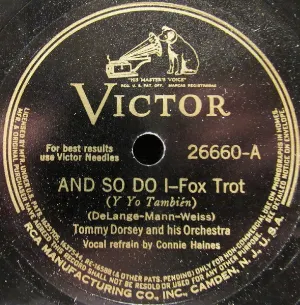 "HIS MASTER'S VOICE"
REG. U.S. PAT. OFF. MARCAS REGISTRADAS
VICTOR
For best results
use Victor Needles
26660-A
AND SO DO I—Fox Trot
(Y Yo También)
(DeLange-Mann-Weiss)
Tommy Dorsey and his Orchestra
Vocal refrain by Connie Haines
RCA MANUFACTURING CO., INC., CAMDEN, N. J., U.S.A.